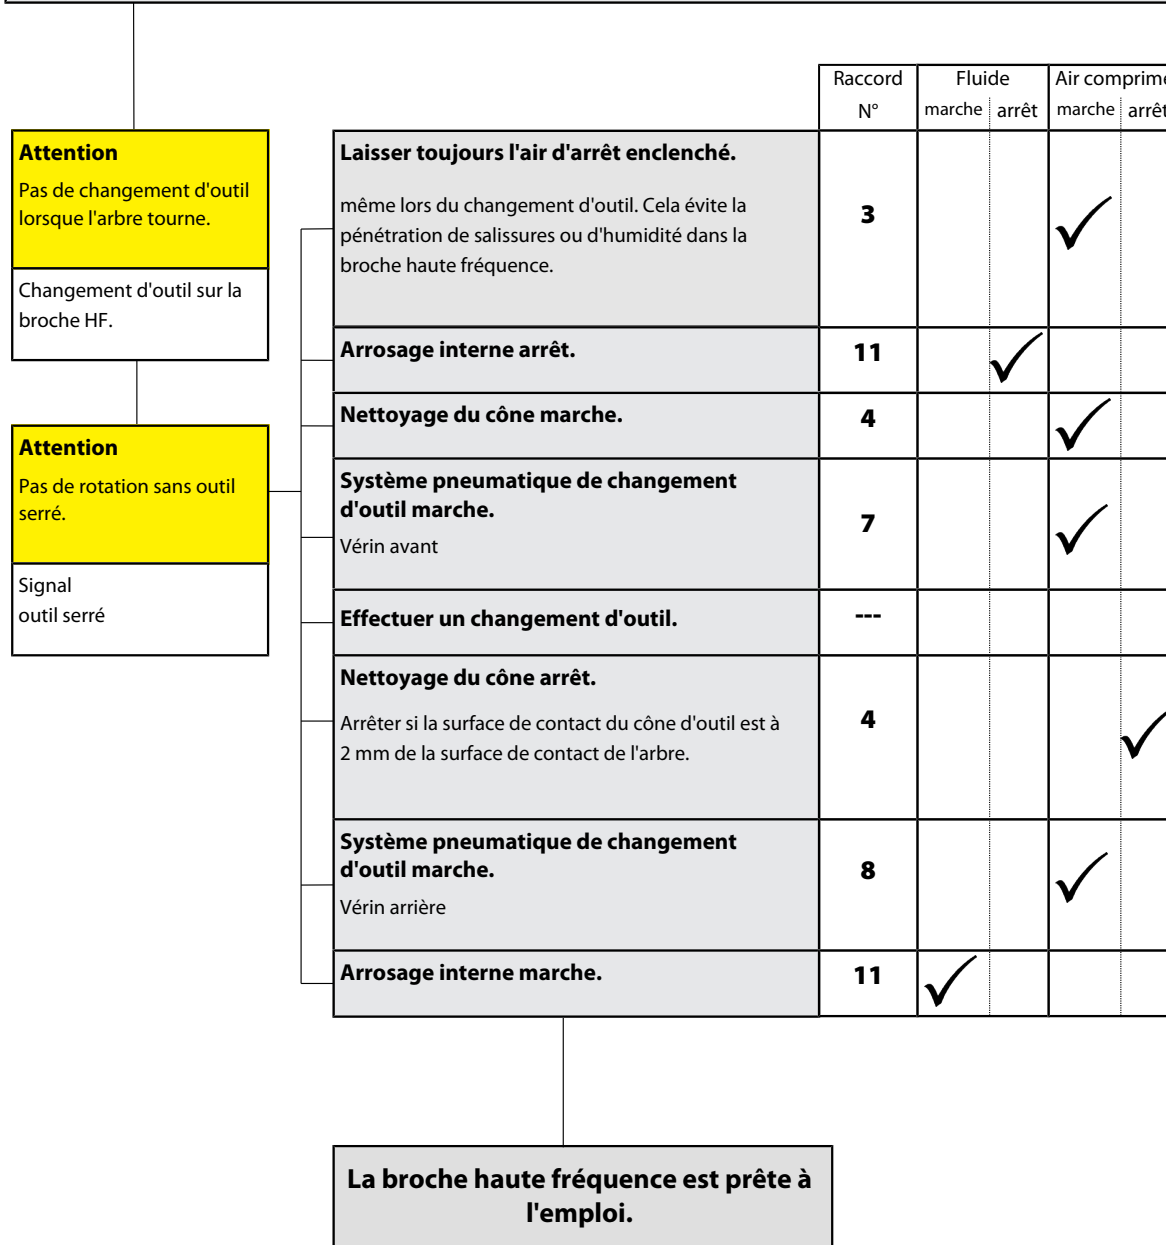 Raccord Fluide Air comprimé
N° marche arrêt marche arrêt
Attention
Pas de changement d'outil
lorsque l'arbre tourne.
Changement d'outil sur la
broche HF.
Attention
Pas de rotation sans outil
serré.
Signal
outil serré
Laisser toujours l'air d'arrêt enclenché.
même lors du changement d'outil. Cela évite la
pénétration de salissures ou d'humidité dans la
broche haute fréquence.
3
Arrosage interne arrêt.
11
Nettoyage du cône marche.
4
Système pneumatique de changement
d'outil marche.
Vérin avant
7
Effectuer un changement d'outil.
---
Nettoyage du cône arrêt.
Arrêter si la surface de contact du cône d'outil est à
2 mm de la surface de contact de l'arbre.
4
Système pneumatique de changement
d'outil marche.
Vérin arrière
8
Arrosage interne marche.
11
La broche haute fréquence est prête à
l'emploi.